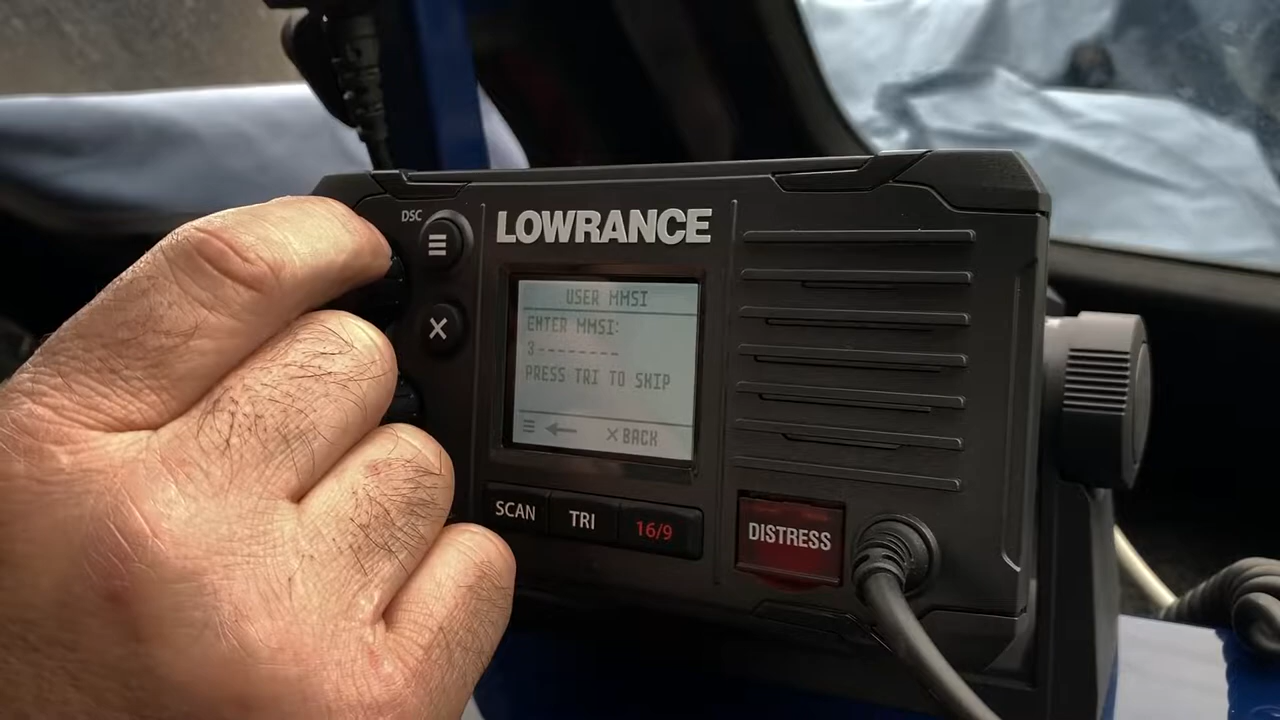 DSC
LOWRANCE
USER MMSI
ENTER MMSI:
3--------
PRESS TRI TO SKIP
X BACK
SCAN
TRI
16/9
DISTRESS